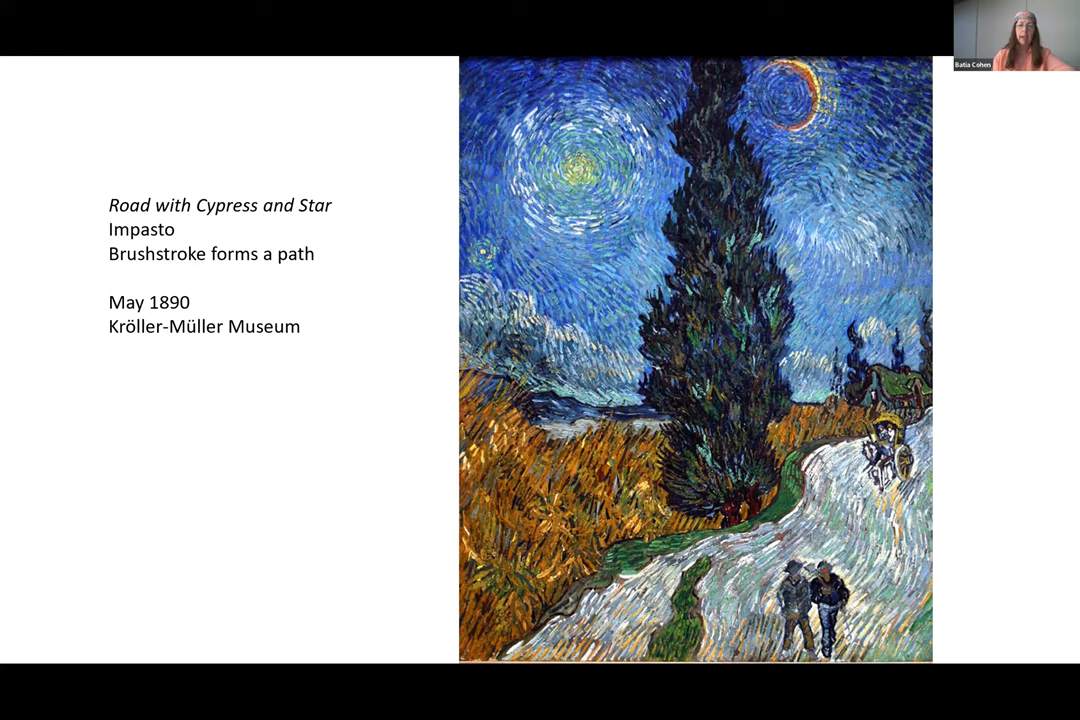 Batia Cohen
Road with Cypress and Star
Impasto
Brushstroke forms a path
May 1890
Kröller-Müller Museum